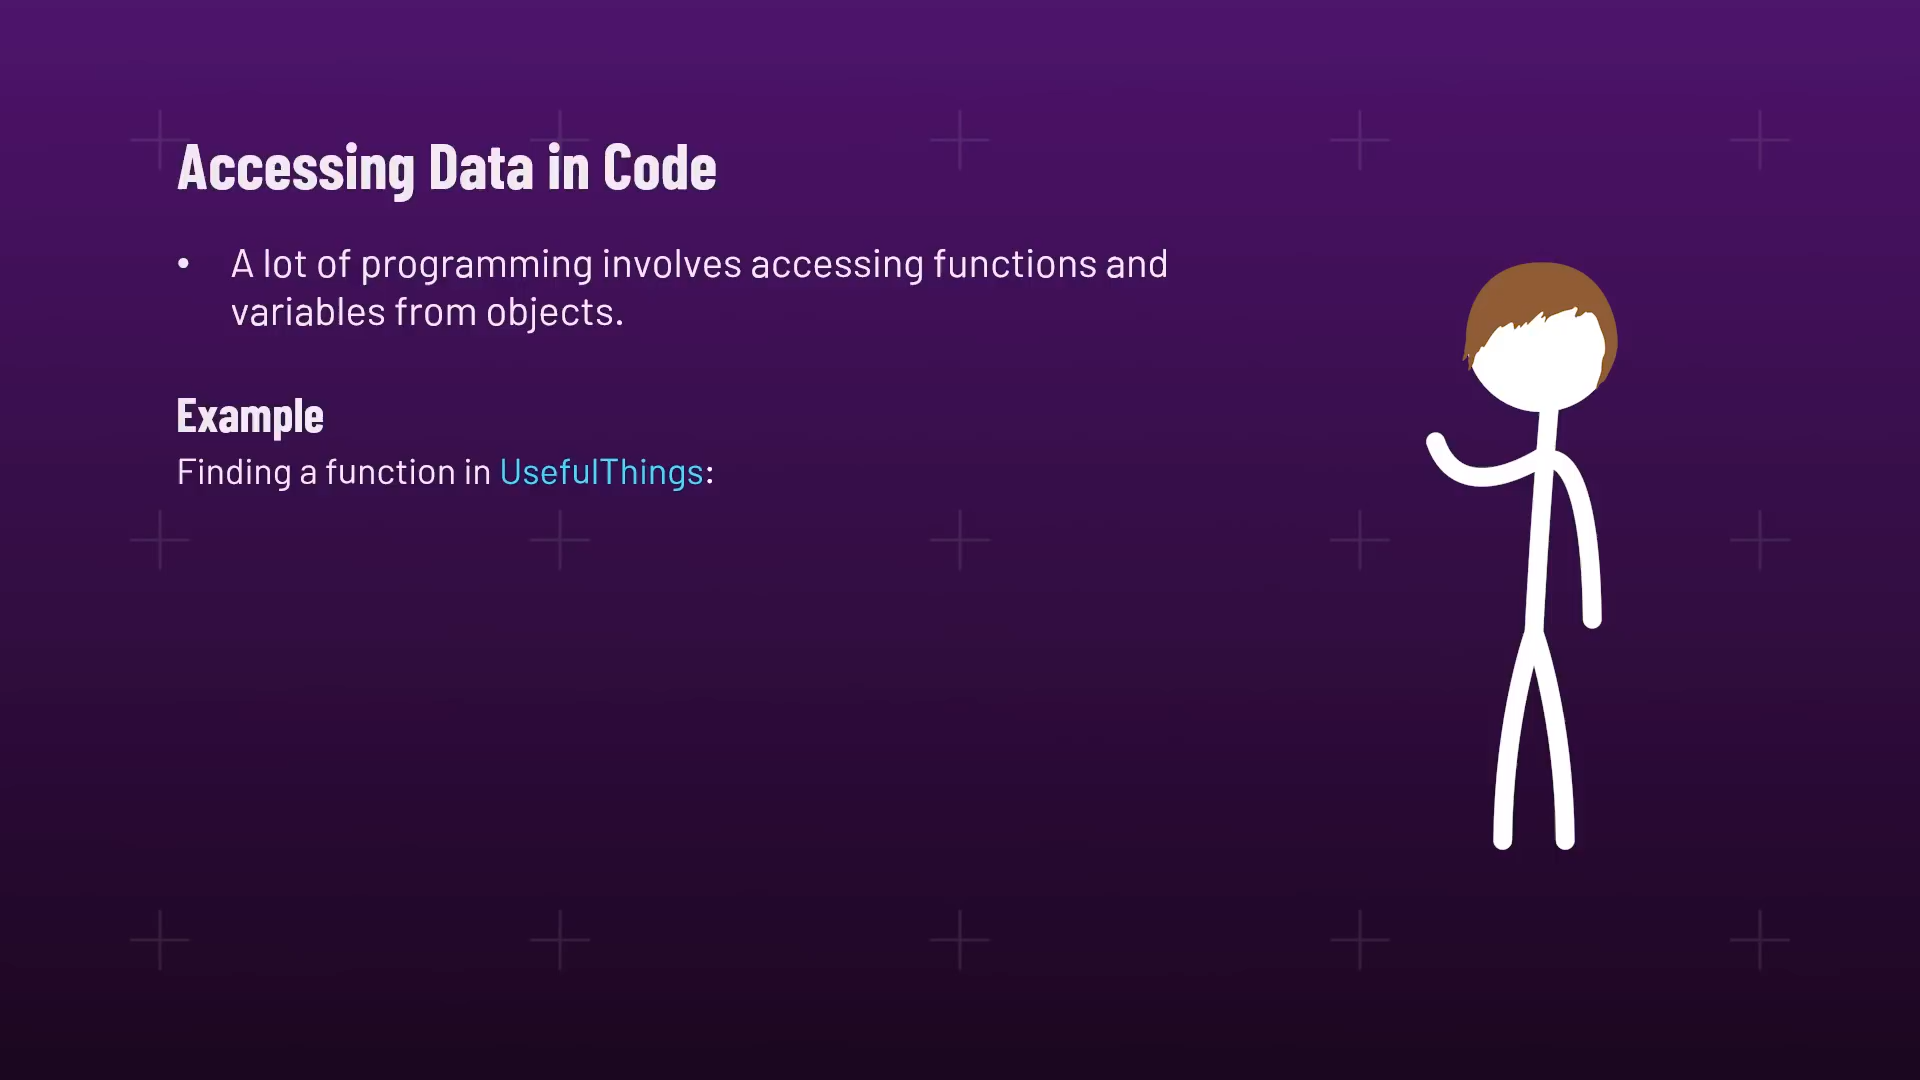 Accessing Data in Code
• A lot of programming involves accessing functions and
variables from objects.
Example
Finding a function in UsefulThings: